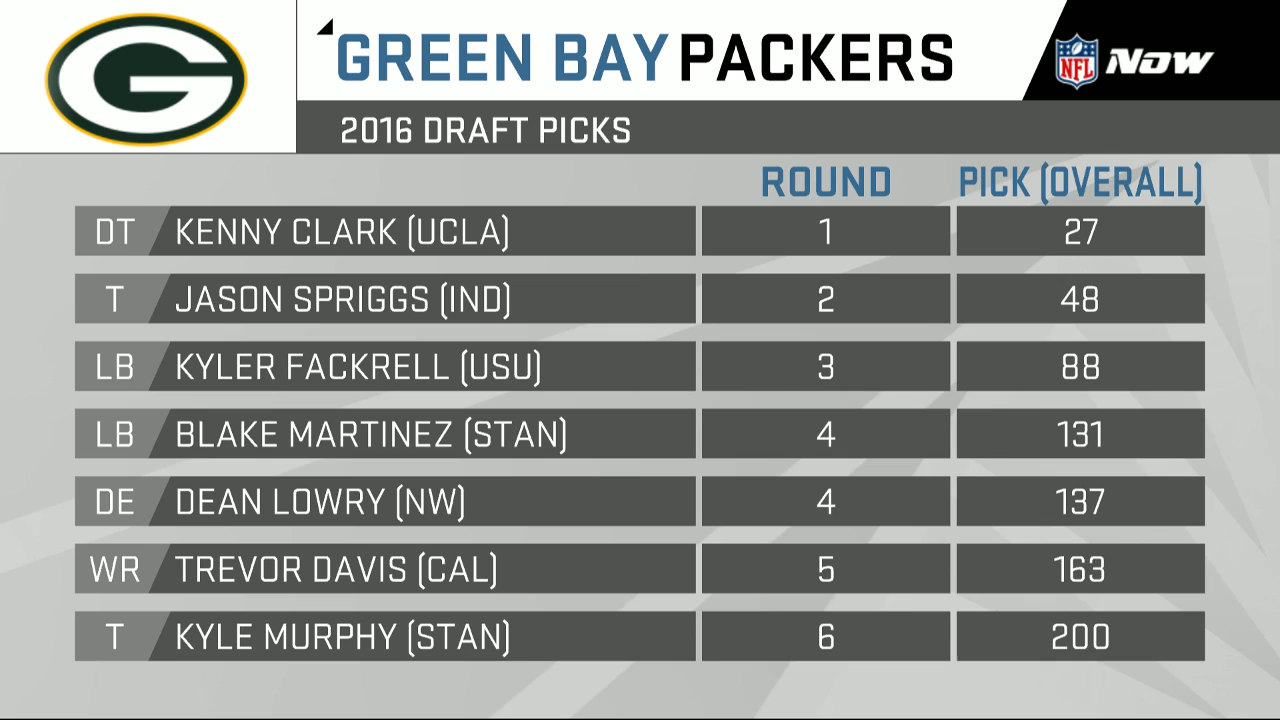 G
GREEN BAY PACKERS
NFL NOW
2016 DRAFT PICKS
ROUND PICK (OVERALL)
DT KENNY CLARK (UCLA) 1 27
T JASON SPRIGGS (IND) 2 48
LB KYLER FACKRELL (USU) 3 88
LB BLAKE MARTINEZ (STAN) 4 131
DE DEAN LOWRY (NW) 4 137
WR TREVOR DAVIS (CAL) 5 163
T KYLE MURPHY (STAN) 6 200